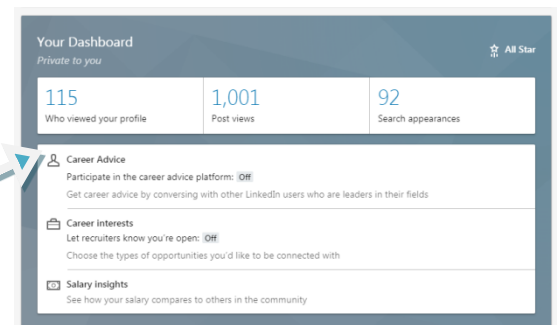 Your Dashboard
Private to you
All Star
115
Who viewed your profile
1,001
Post views
92
Search appearances
Career Advice
Participate in the career advice platform: Off
Get career advice by conversing with other LinkedIn users who are leaders in their fields
Career interests
Let recruiters know you're open: Off
Choose the types of opportunities you'd like to be connected with
Salary insights
See how your salary compares to others in the community